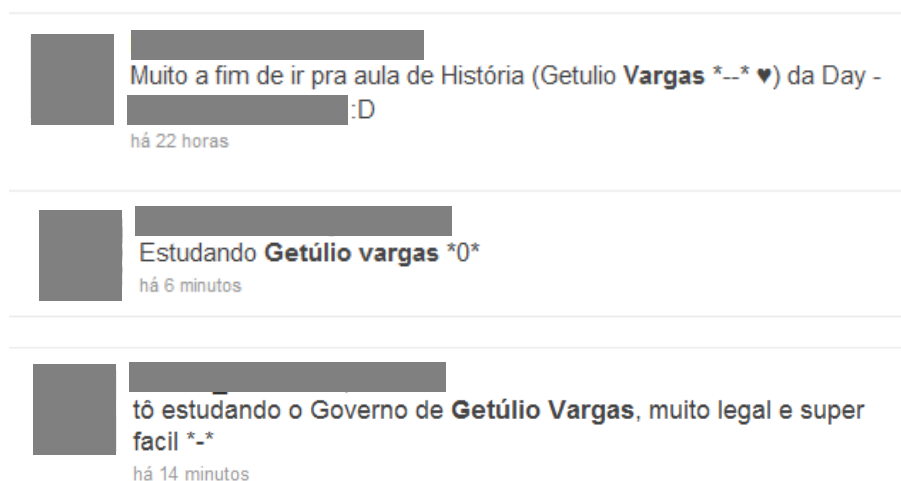 Muito a fim de ir pra aula de História (Getulio Vargas *--* ♥) da Day -
:D
há 22 horas
Estudando Getúlio vargas *0*
há 6 minutos
tô estudando o Governo de Getúlio Vargas, muito legal e super
facil *-*
há 14 minutos